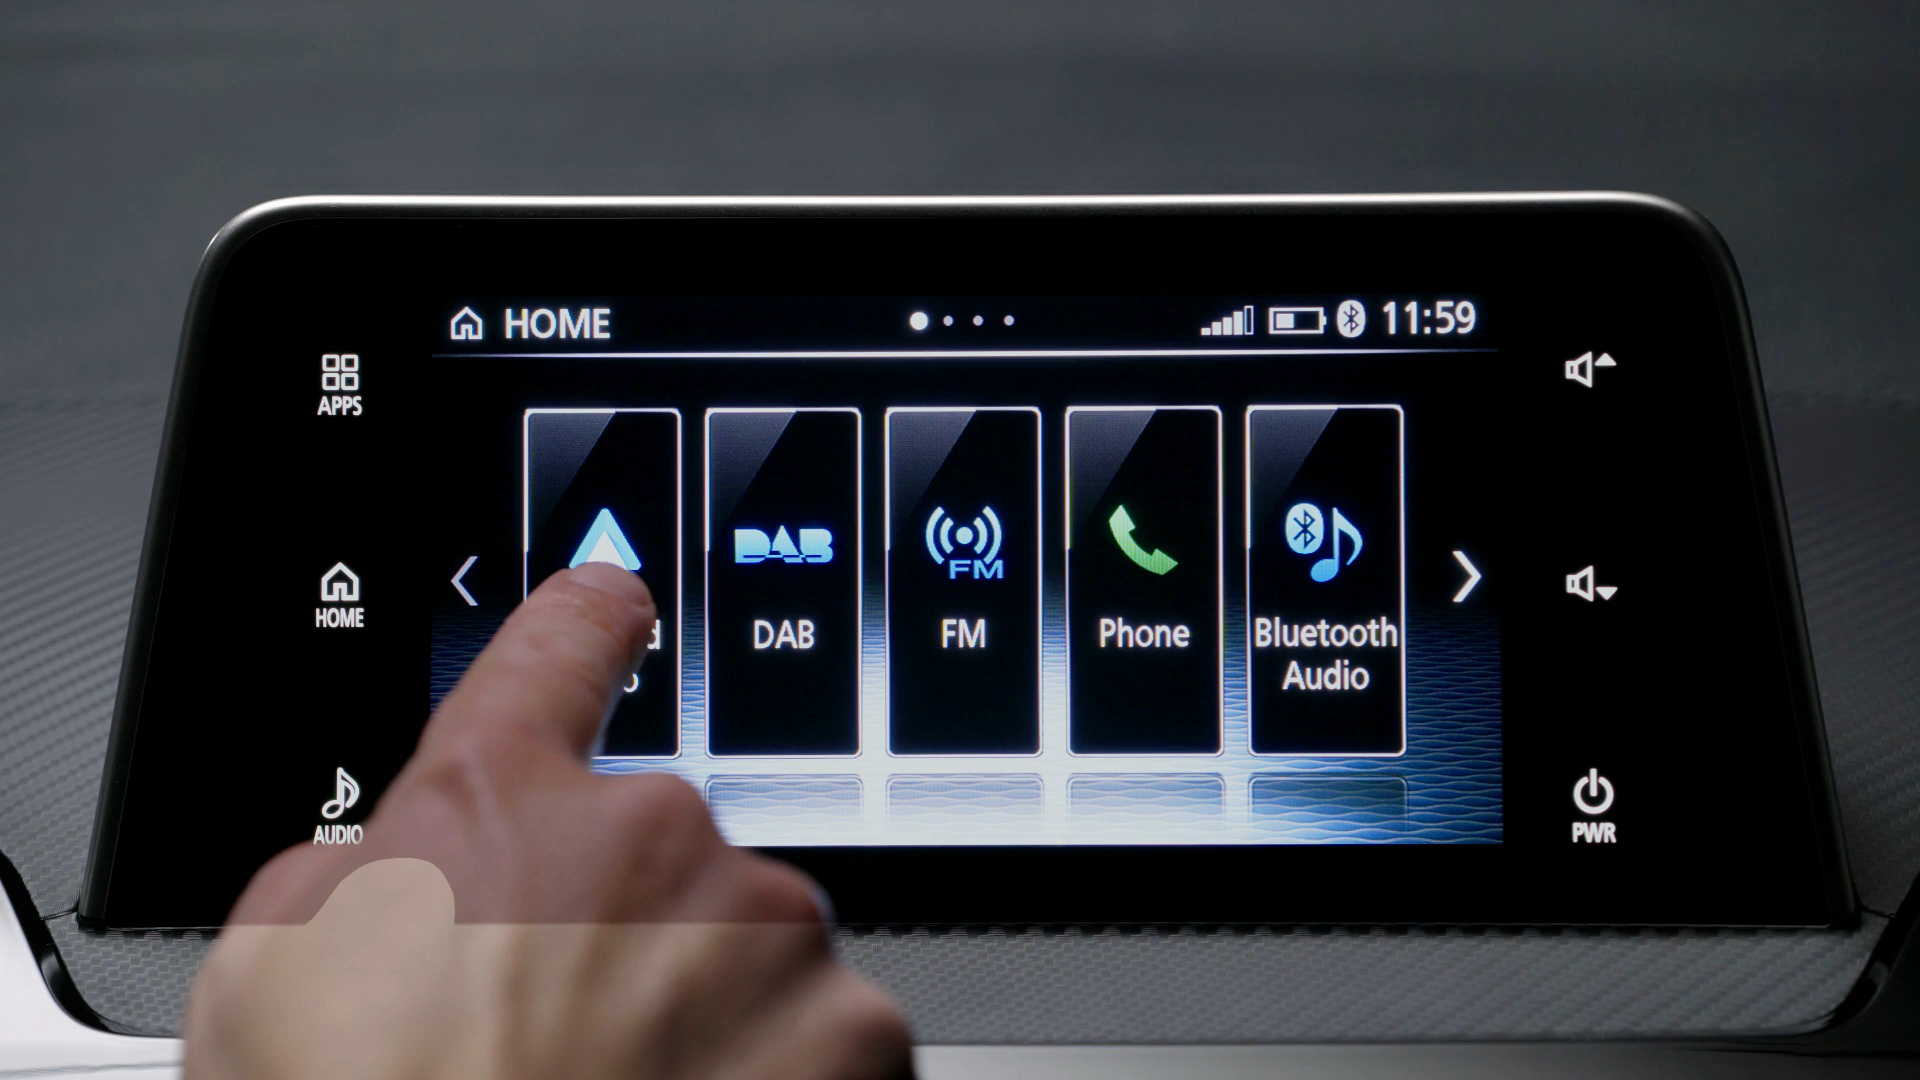 HOME
11:59
APPS
DAB
FM
HOME
DAB
FM
Phone
Bluetooth
Audio
AUDIO
PWR